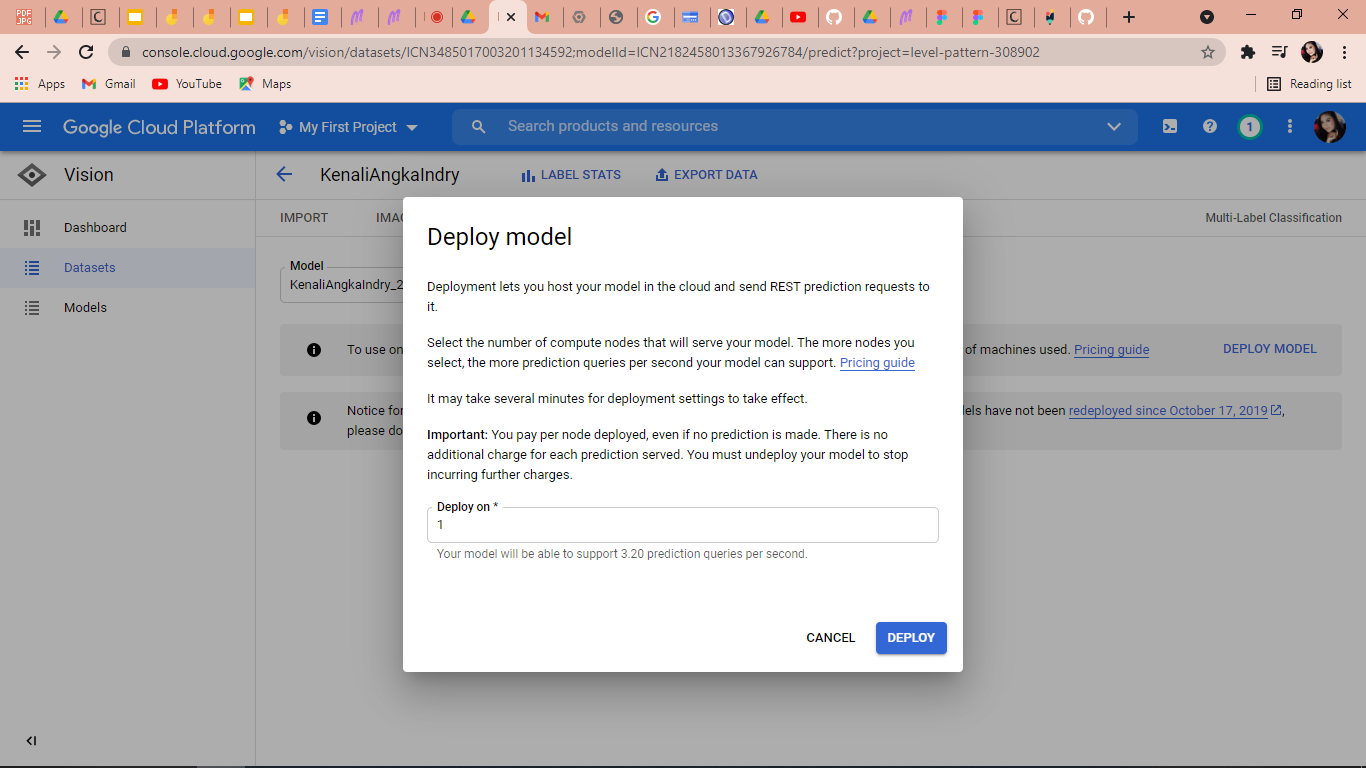 PDF
JPG
console.cloud.google.com/vision/datasets/ICN3485017003201134592;modelId=ICN2182458013367926784/predict?project=level-pattern-308902
Apps
Gmail
YouTube
Maps
Reading list
Google Cloud Platform
My First Project
Search products and resources
1
Vision
KenaliAngkaIndry
LABEL STATS
EXPORT DATA
Dashboard
Datasets
Models
IMPORT
IMA
Multi-Label Classification
Model
KenaliAngkaIndry_2
To use on
of machines used. Pricing guide
DEPLOY MODEL
Notice for
els have not been redeployed since October 17, 2019,
please do
Deploy model
Deployment lets you host your model in the cloud and send REST prediction requests to
it.
Select the number of compute nodes that will serve your model. The more nodes you
select, the more prediction queries per second your model can support. Pricing guide
It may take several minutes for deployment settings to take effect.
Important: You pay per node deployed, even if no prediction is made. There is no
additional charge for each prediction served. You must undeploy your model to stop
incurring further charges.
Deploy on *
1
Your model will be able to support 3.20 prediction queries per second.
CANCEL
DEPLOY